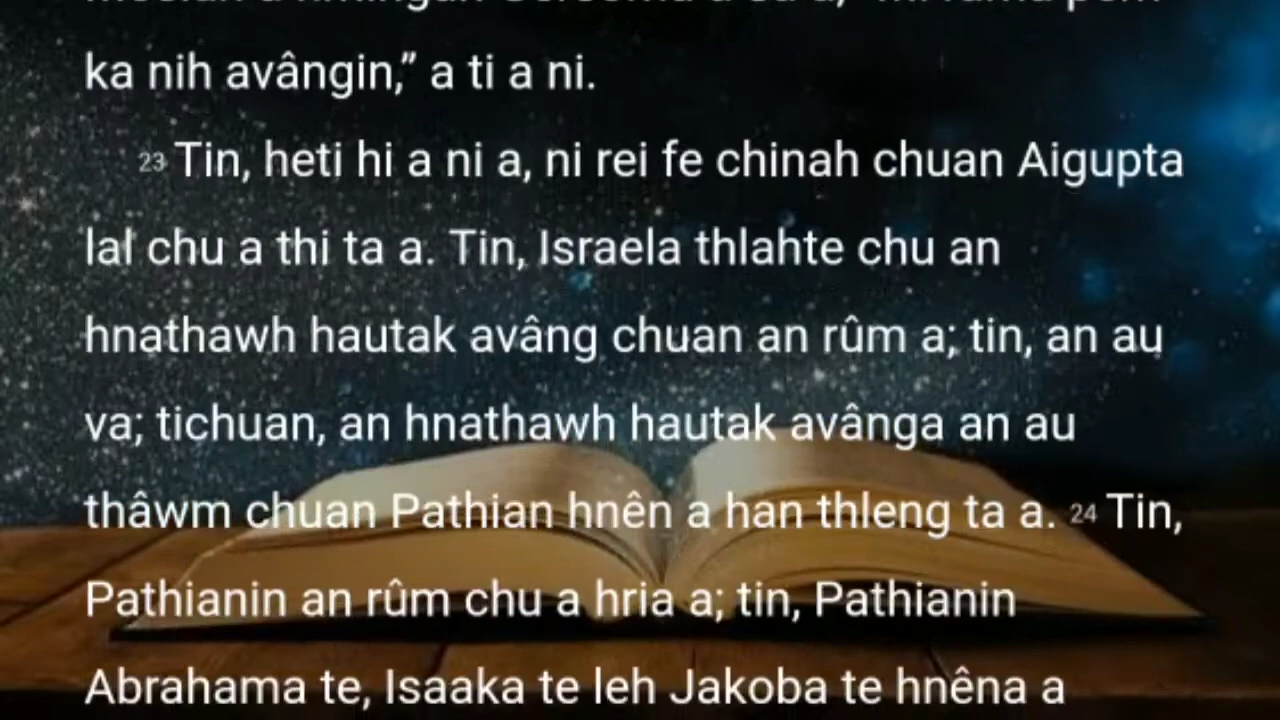 ka nih avângin,” a ti a ni.
23 Tin, heti hi a ni a, ni rei fe chinah chuan Aigupta
lal chu a thi ta a. Tin, Israela thlahte chu an
hnathawh hautak avâng chuan an rûm a; tin, an au
va; tichuan, an hnathawh hautak avânga an au
thâwm chuan Pathian hnên a han thleng ta a. 24 Tin,
Pathianin an rûm chu a hria a; tin, Pathianin
Abrahama te, Isaaka te leh Jakoba te hnêna a